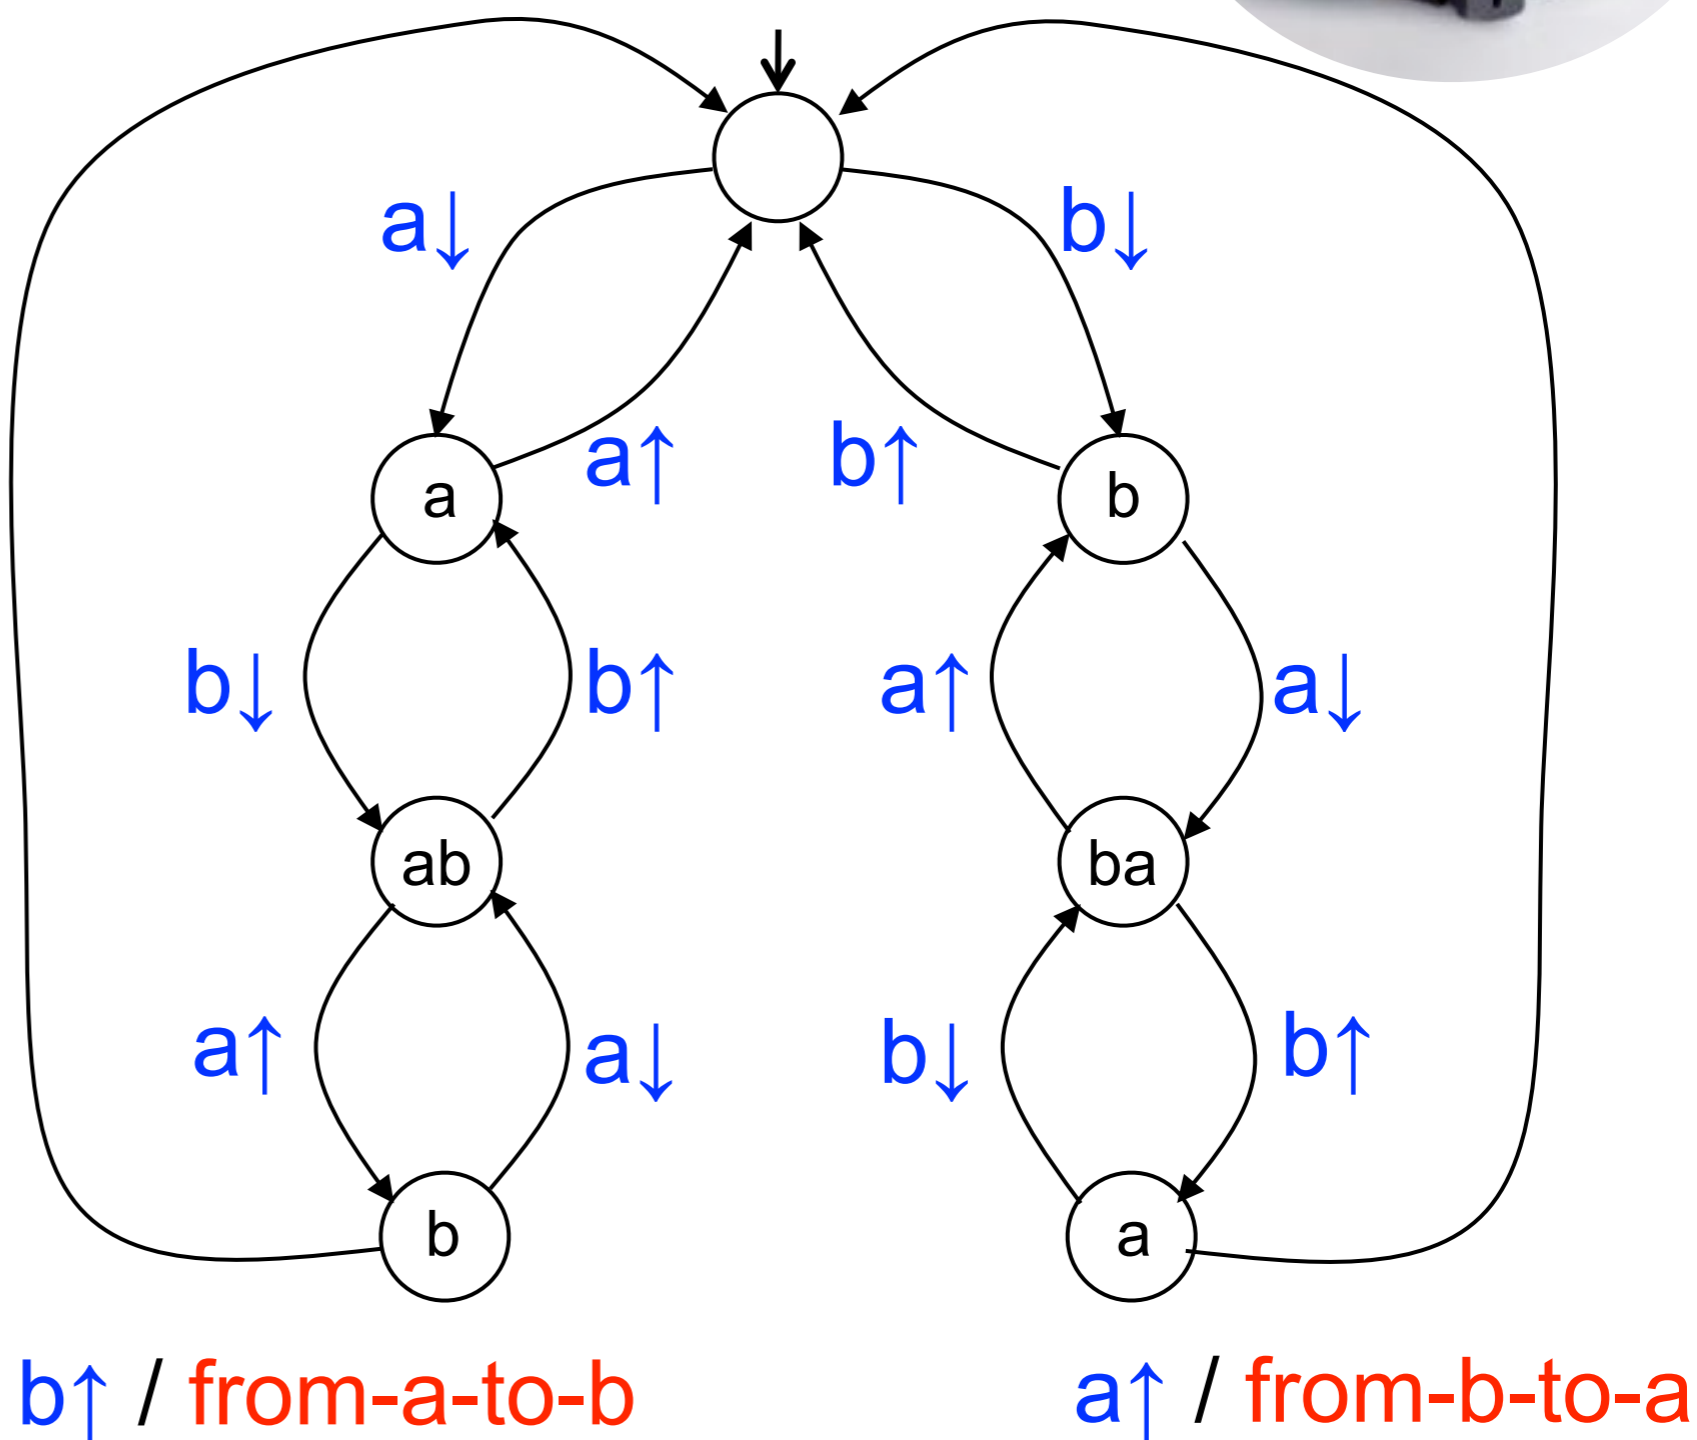 a↓ b↓
a↑ b↑
a b
b↓ b↑ a↑ a↓
ab ba
a↑ a↓ b↓ b↑
b a
b↑ / from-a-to-b a↑ / from-b-to-a